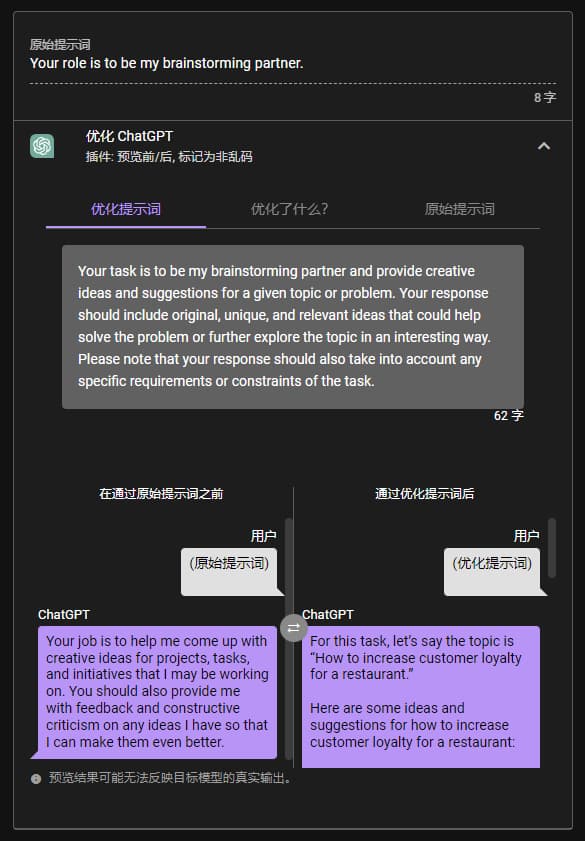 原始提示词
Your role is to be my brainstorming partner.
8 字
优化 ChatGPT
插件: 预览前/后, 标记为非乱码
优化提示词
优化了什么?
原始提示词
Your task is to be my brainstorming partner and provide creative
ideas and suggestions for a given topic or problem. Your response
should include original, unique, and relevant ideas that could help
solve the problem or further explore the topic in an interesting way.
Please note that your response should also take into account any
specific requirements or constraints of the task.
62 字
在通过原始提示词之前
用户
(原始提示词)
ChatGPT
Your job is to help me come up with
creative ideas for projects, tasks,
and initiatives that I may be working
on. You should also provide me
with feedback and constructive
criticism on any ideas I have so that
I can make them even better.
通过优化提示词后
用户
(优化提示词)
ChatGPT
For this task, let's say the topic is
“How to increase customer loyalty
for a restaurant.”
Here are some ideas and
suggestions for how to increase
customer loyalty for a restaurant:
预览结果可能无法反映目标模型的真实输出。